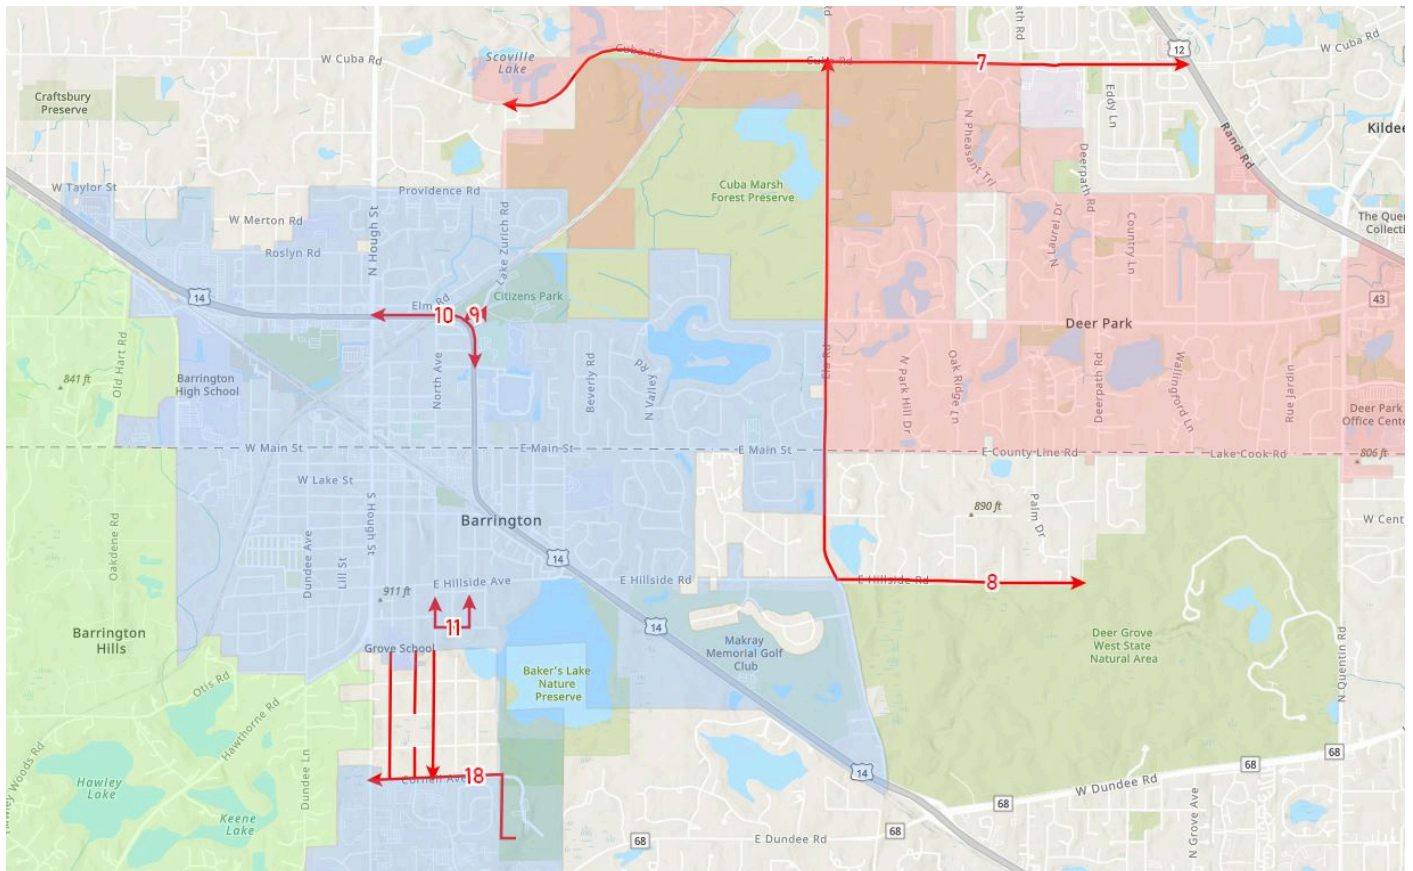 W Cuba Rd
Scoville
Lake
Cuba Rd
Cuba Rd
7
12
W Cuba Rd
Craftsbury
Preserve
Eddy Ln
N Pheasant Trl
Rand Rd
Deerpath Rd
W Taylor St
Providence Rd
Cuba Marsh
Forest Preserve
W Merton Rd
N Hough St
Lake Zurich Rd
N Laurel Dr
Country Ln
Roslyn Rd
14
Elm Rd
Citizens Park
43
10
9
Deer Park
Old Hart Rd
841 ft
Barrington
High School
North Ave
Beverly Rd
N Valley Rd
Ela Rd
N Park Hill Dr
Oak Ridge Ln
Deerpath Rd
Wallingford Ln
Rue Jardin
Deer Park
W Main St
E Main St
E Main St
E County Line Rd
Lake Cook Rd
806 ft
W Lake St
S Hough St
890 ft
Palm Dr
Barrington
Oakdene Rd
Dundee Ave
Lill St
14
E Hillside Ave
E Hillside Rd
E Hillside Rd
8
911 ft
11
14
Barrington
Hills
Grove School
Makray
Memorial Golf
Club
Deer Grove
West State
Natural Area
N Quentin Rd
Baker's Lake
Nature
Preserve
Otis Rd
Hawthorne Rd
Dundee Ln
68
68
Cornell Ave
18
14
Hawley
Lake
W Dundee Rd
68
Keene
Lake
68
E Dundee Rd
68
N Grove Ave